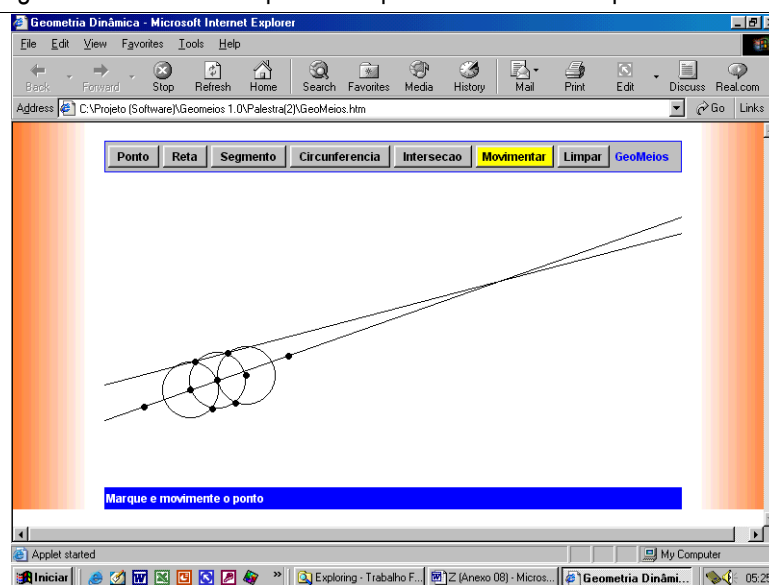 Geometria Dinâmica - Microsoft Internet Explorer
File Edit View Favorites Tools Help
Back Forward Stop Refresh Home Search Favorites Media History Mail Print Edit Discuss Real.com
Address C:\Projeto (Software)\Geomeios 1.0\Palestra(2)\GeoMeios.htm Go Links
Ponto Reta Segmento Circunferencia Intersecao Movimentar Limpar GeoMeios
Marque e movimente o ponto
Applet started My Computer
Iniciar » Exploring - Trabalho F... Z (Anexo 08) - Micros... Geometria Dinâmi...